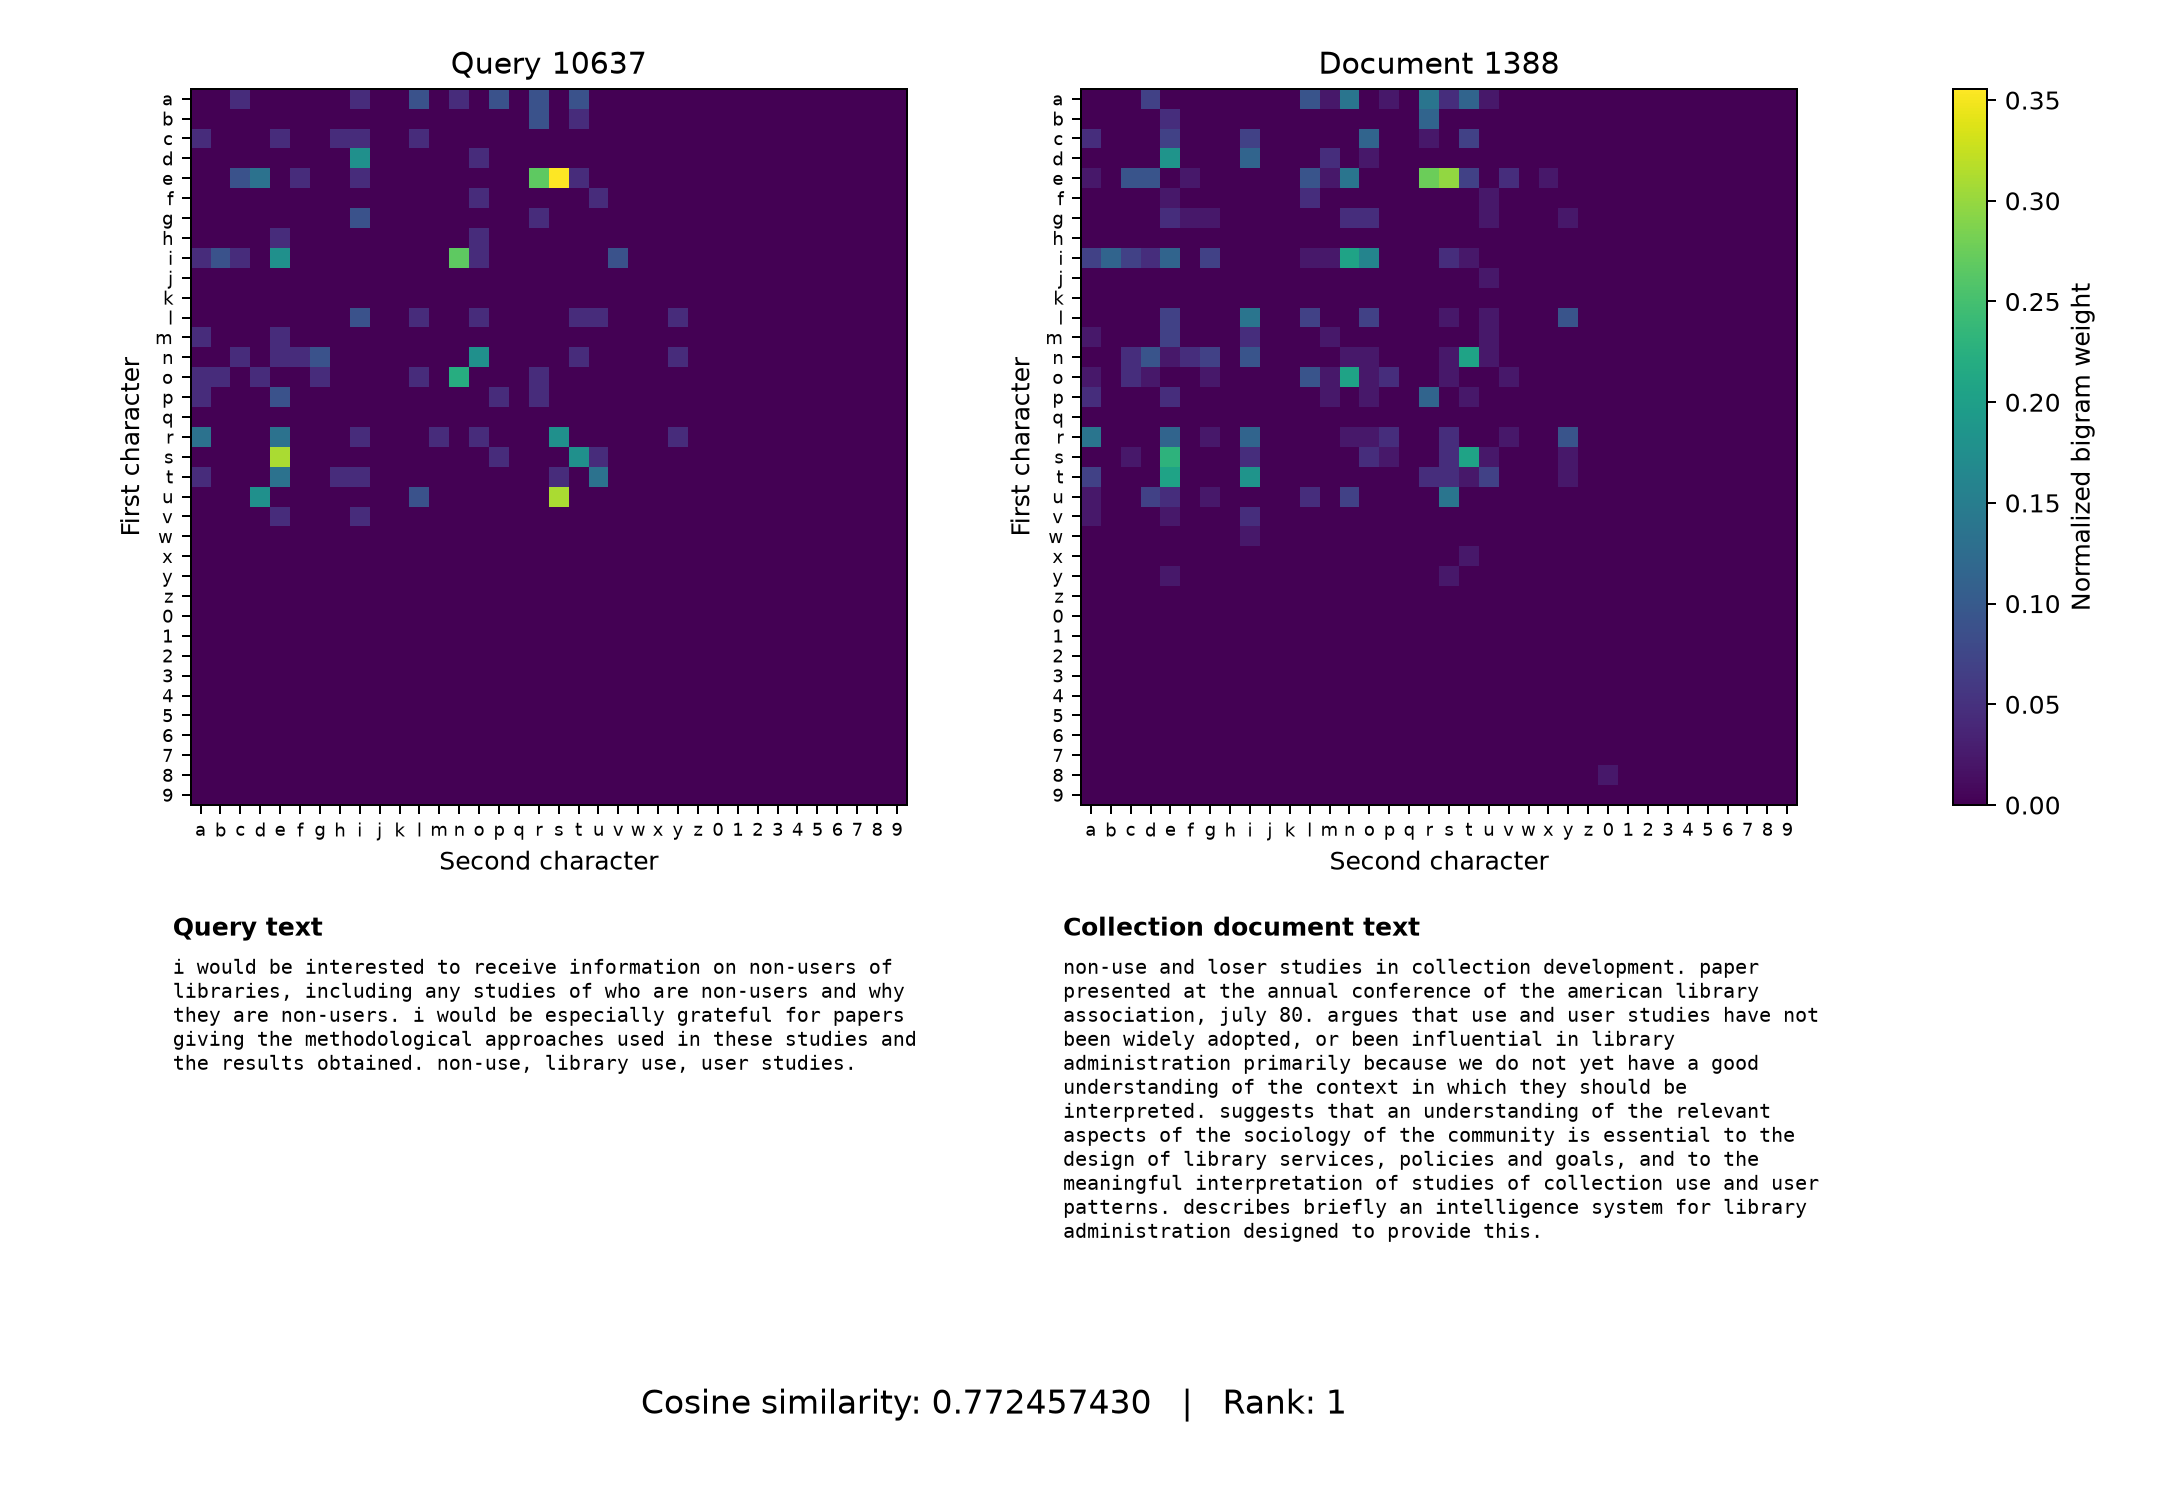 Query 10637
a
b
c
d
e
f
g
h
i
j
k
l
m
n
o
p
q
r
s
t
u
v
w
x
y
z
0
1
2
3
4
5
6
7
8
9
First character
a b c d e f g h i j k l m n o p q r s t u v w x y z 0 1 2 3 4 5 6 7 8 9
Second character
Document 1388
a
b
c
d
e
f
g
h
i
j
k
l
m
n
o
p
q
r
s
t
u
v
w
x
y
z
0
1
2
3
4
5
6
7
8
9
First character
a b c d e f g h i j k l m n o p q r s t u v w x y z 0 1 2 3 4 5 6 7 8 9
Second character
0.35
0.30
0.25
0.20
0.15
0.10
0.05
0.00
Normalized bigram weight
Query text
i would be interested to receive information on non-users of
libraries, including any studies of who are non-users and why
they are non-users. i would be especially grateful for papers
giving the methodological approaches used in these studies and
the results obtained. non-use, library use, user studies.
Collection document text
non-use and loser studies in collection development. paper
presented at the annual conference of the american library
association, july 80. argues that use and user studies have not
been widely adopted, or been influential in library
administration primarily because we do not yet have a good
understanding of the context in which they should be
interpreted. suggests that an understanding of the relevant
aspects of the sociology of the community is essential to the
design of library services, policies and goals, and to the
meaningful interpretation of studies of collection use and user
patterns. describes briefly an intelligence system for library
administration designed to provide this.
Cosine similarity: 0.772457430 | Rank: 1